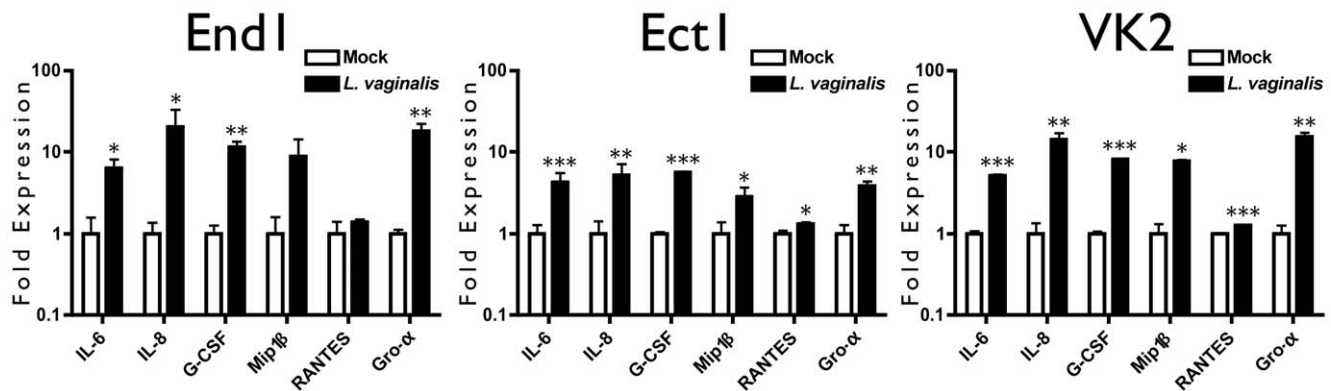 End1
Mock
L. vaginalis
Fold Expression
100
10
1
0.1
*
*
**
**
IL-6
IL-8
G-CSF
Mip1β
RANTES
Gro-α
Ect1
Mock
L. vaginalis
Fold Expression
100
10
1
0.1
***
**
***
*
*
**
IL-6
IL-8
G-CSF
Mip1β
RANTES
Gro-α
VK2
Mock
L. vaginalis
Fold Expression
100
10
1
0.1
***
**
***
*
***
**
IL-6
IL-8
G-CSF
Mip1β
RANTES
Gro-α